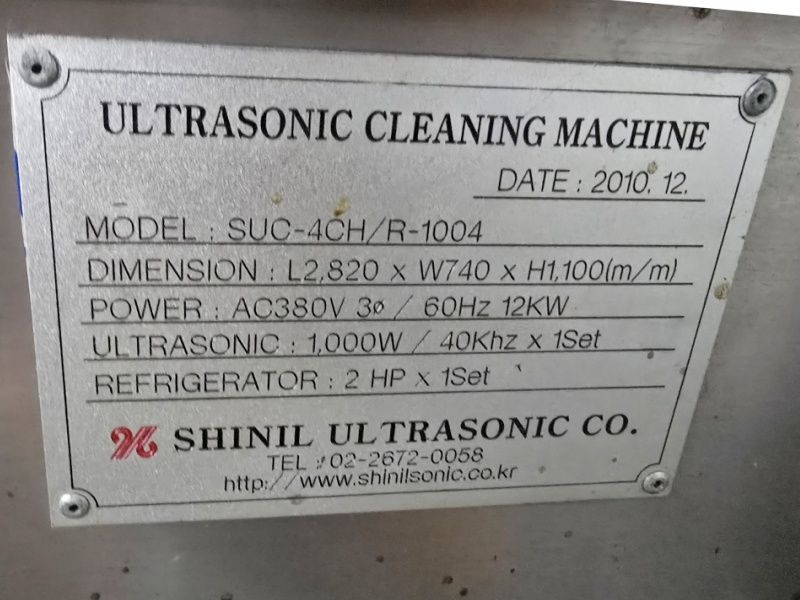 ULTRASONIC CLEANING MACHINE
DATE : 2010. 12.
MODEL : SUC-4CH/R-1004
DIMENSION : L2,820 x W740 x H1,100(m/m)
POWER : AC380V 3ø / 60Hz 12KW
ULTRASONIC : 1,000W / 40Khz x 1Set
REFRIGERATOR : 2 HP x 1Set
SHINIL ULTRASONIC CO.
TEL : 02-2672-0058
http://www.shinilsonic.co.kr